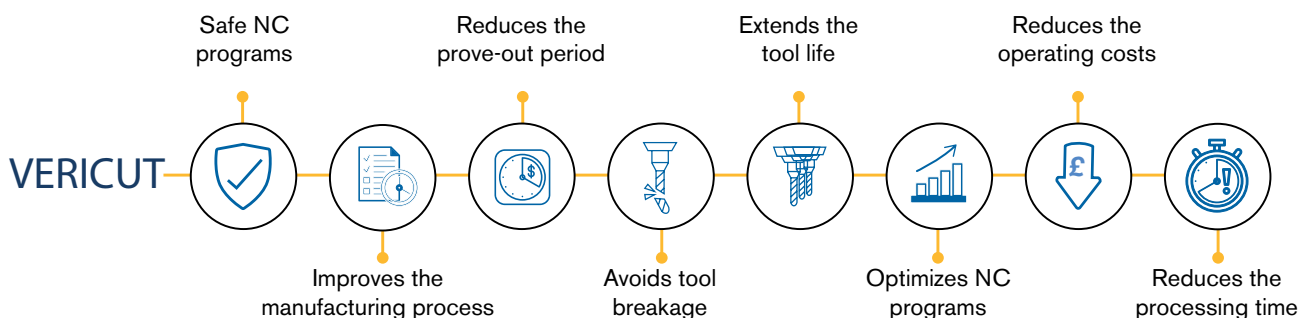 VERICUT
Safe NC
programs
Improves the
manufacturing process
Reduces the
prove-out period
$
Avoids tool
breakage
Extends the
tool life
Optimizes NC
programs
Reduces the
operating costs
£
Reduces the
processing time
!